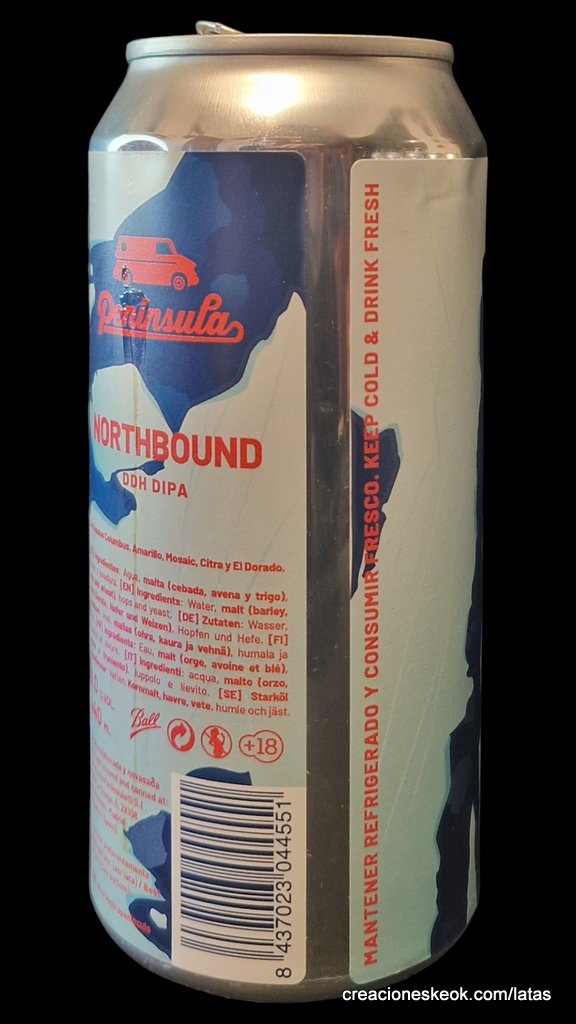 Peninsula
NORTHBOUND
DDH DIPA
Columbus, Amarillo, Mosaic, Citra y El Dorado.
Agua, malta (cebada, avena y trigo),
[EN] Ingredients: Water, malt (barley,
hops and yeast. [DE] Zutaten: Wasser,
Hafer und Weizen), Hopfen und Hefe. [FI]
mallas (ohra, kaura ja vehnä), humala ja
Eau, malt (orge, avoine et blé),
[IT] Ingredienti: acqua, malto (orzo,
luppolo e lievito. [SE] Starköl
Kornmalt, havre, vete, humle och jäst.
Ball
+18
8 437023 044551
MANTENER REFRIGERADO Y CONSUMIR FRESCO. KEEP COLD & DRINK FRESH
creacioneskeok.com/latas